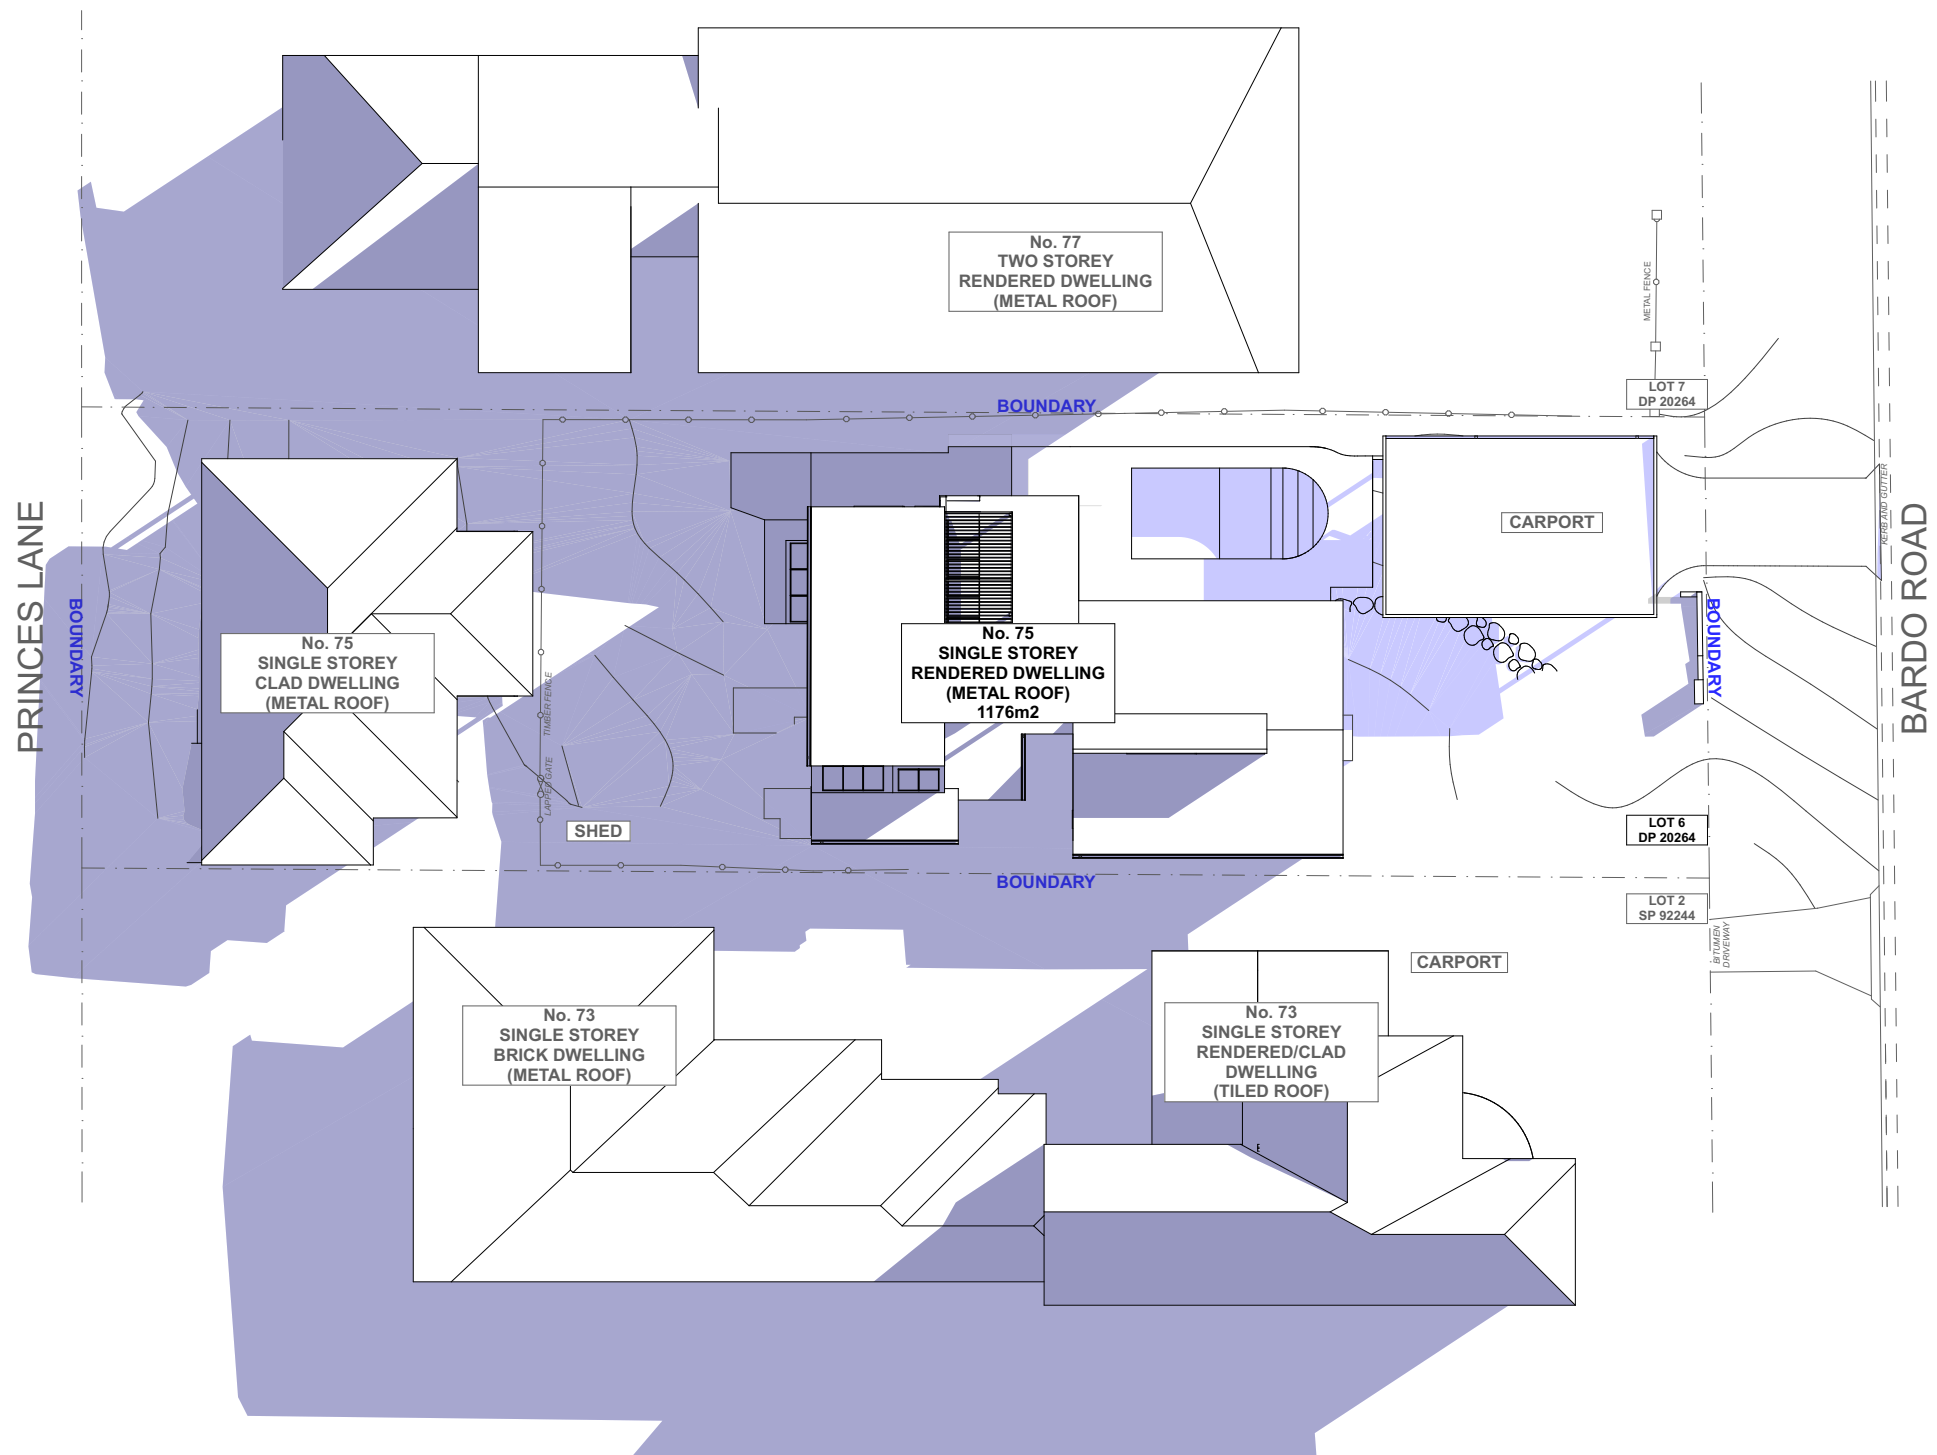 No. 77
TWO STOREY
RENDERED DWELLING
(METAL ROOF)
METAL FENCE
LOT 7
DP 20264
BOUNDARY
KERB AND GUTTER
CARPORT
PRINCES LANE
BOUNDARY
No. 75
SINGLE STOREY
CLAD DWELLING
(METAL ROOF)
TIMBER FENCE
LAPPED GATE
SHED
No. 75
SINGLE STOREY
RENDERED DWELLING
(METAL ROOF)
1176m2
BOUNDARY
BARDO ROAD
LOT 6
DP 20264
BOUNDARY
LOT 2
SP 92244
BITUMEN
DRIVEWAY
CARPORT
No. 73
SINGLE STOREY
BRICK DWELLING
(METAL ROOF)
No. 73
SINGLE STOREY
RENDERED/CLAD
DWELLING
(TILED ROOF)
E